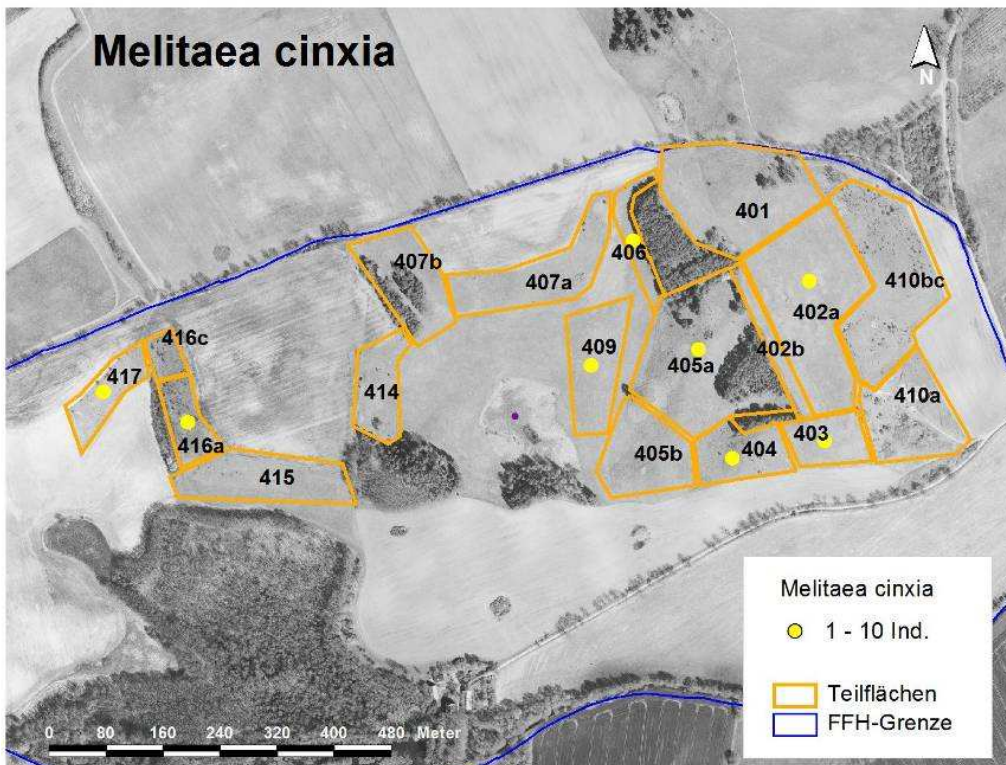 Melitaea cinxia
N
401
406
407b
407a
410bc
402a
416c
409
402b
417
405a
414
410a
403
416a
404
405b
415
Melitaea cinxia
1 - 10 Ind.
Teilflächen
FFH-Grenze
0 80 160 240 320 400 480 Meter